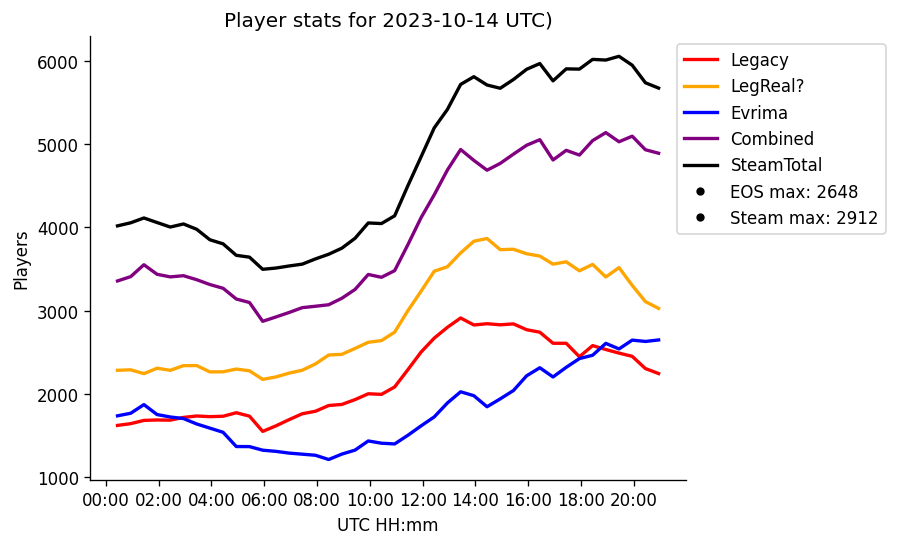 Player stats for 2023-10-14 UTC)
6000
5000
4000
3000
2000
1000
Players
00:00 02:00 04:00 06:00 08:00 10:00 12:00 14:00 16:00 18:00 20:00
UTC HH:mm
Legacy
LegReal?
Evrima
Combined
SteamTotal
EOS max: 2648
Steam max: 2912